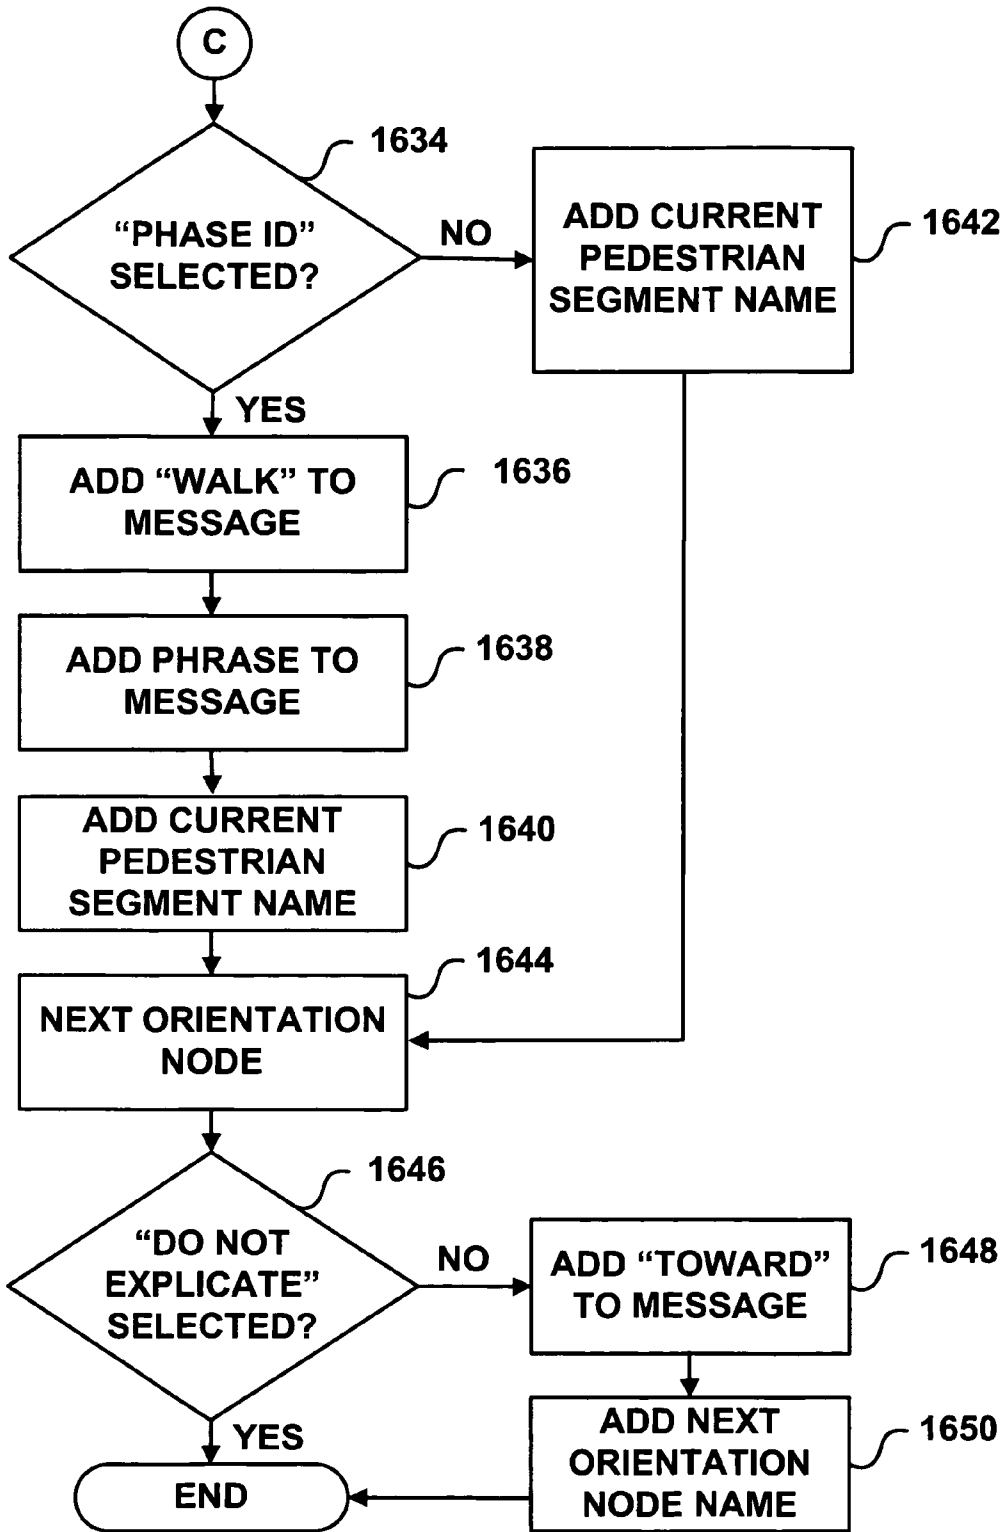 C
1634
“PHASE ID”
SELECTED?
NO
ADD CURRENT
PEDESTRIAN
SEGMENT NAME
1642
YES
ADD “WALK” TO
MESSAGE
1636
ADD PHRASE TO
MESSAGE
1638
ADD CURRENT
PEDESTRIAN
SEGMENT NAME
1640
NEXT ORIENTATION
NODE
1644
1646
“DO NOT
EXPLICATE”
SELECTED?
NO
ADD “TOWARD”
TO MESSAGE
1648
YES
ADD NEXT
ORIENTATION
NODE NAME
1650
END